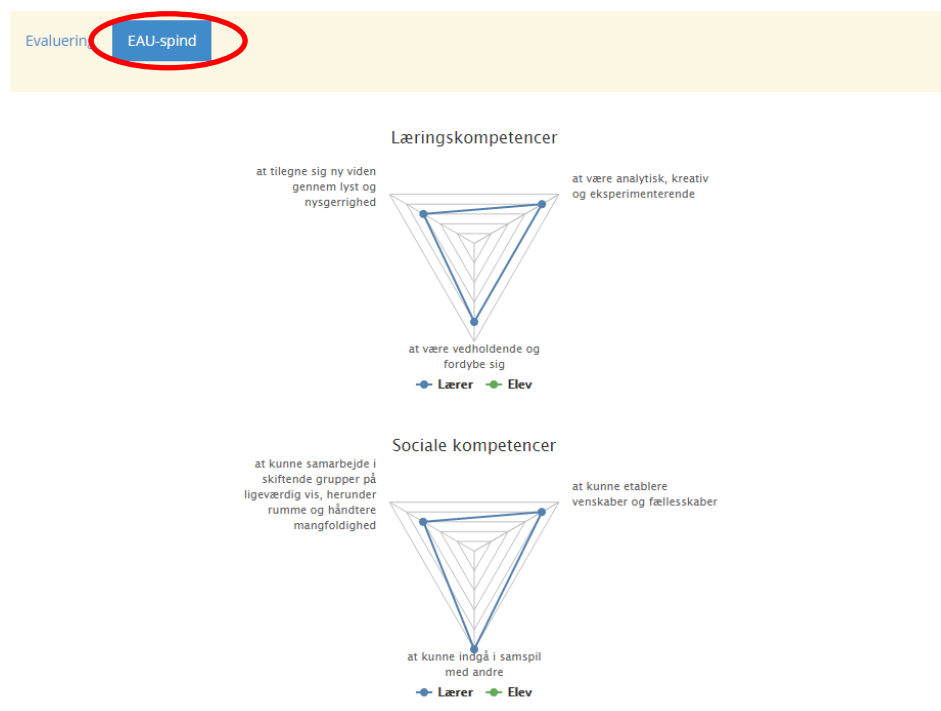 Evaluering
EAU-spind
Læringskompetencer
at tilegne sig ny viden
gennem lyst og
nysgerrighed
at være analytisk, kreativ
og eksperimenterende
at være vedholdende og
fordybe sig
Lærer Elev
Sociale kompetencer
at kunne samarbejde i
skiftende grupper på
ligeværdig vis, herunder
rumme og håndtere
mangfoldighed
at kunne etablere
venskaber og fællesskaber
at kunne indgå i samspil
med andre
Lærer Elev